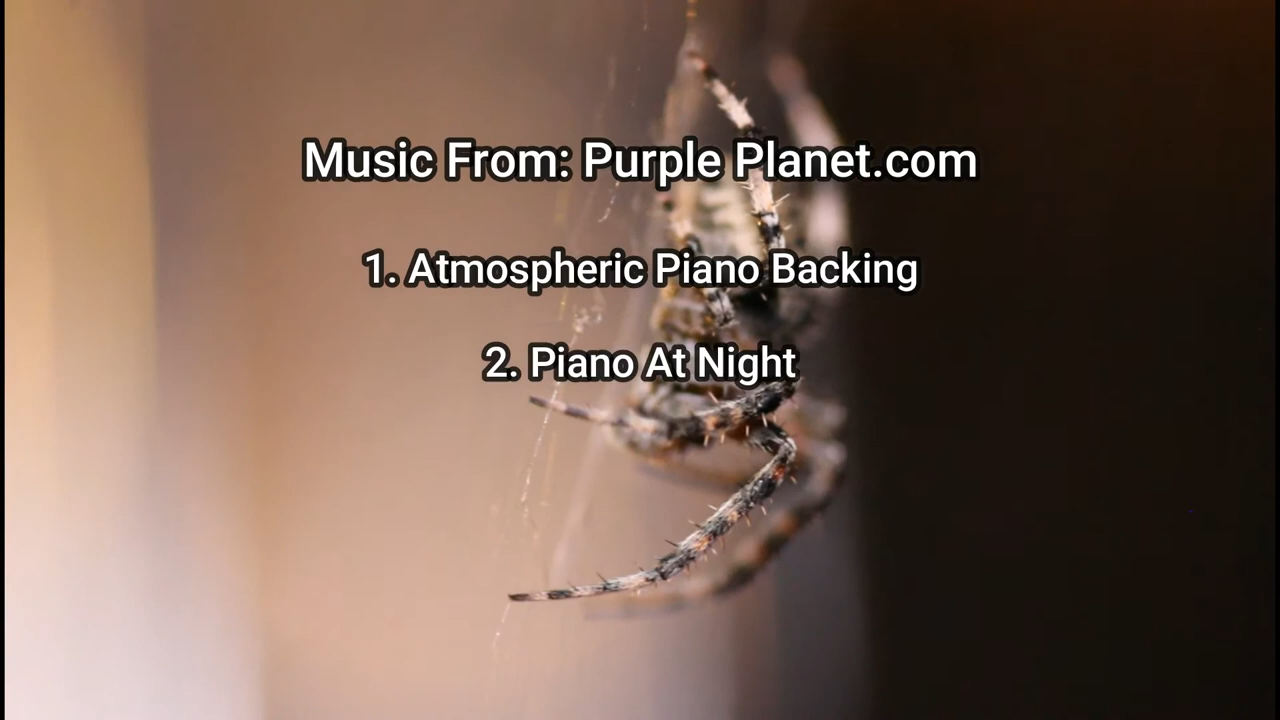 Music From: Purple Planet.com
1. Atmospheric Piano Backing
2. Piano At Night